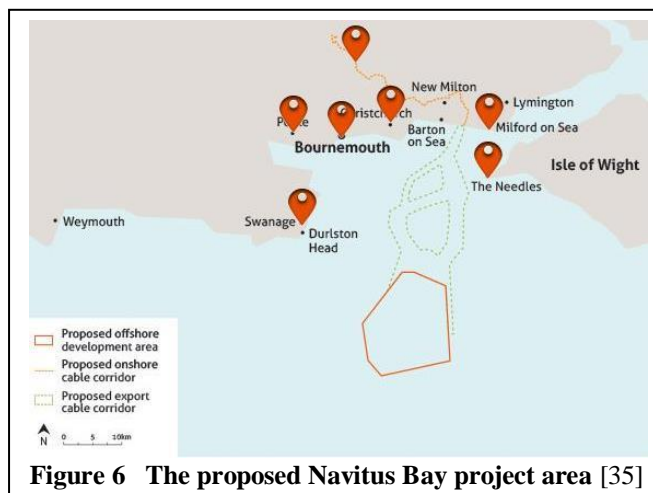 New Milton
Lymington
Barton
on Sea
Milford on Sea
Bournemouth
Isle of Wight
The Needles
Weymouth
Swanage
Durlston
Head
Proposed offshore
development area
Proposed onshore
cable corridor
Proposed export
cable corridor
N
0 5 10km
Figure 6 The proposed Navitus Bay project area [35]